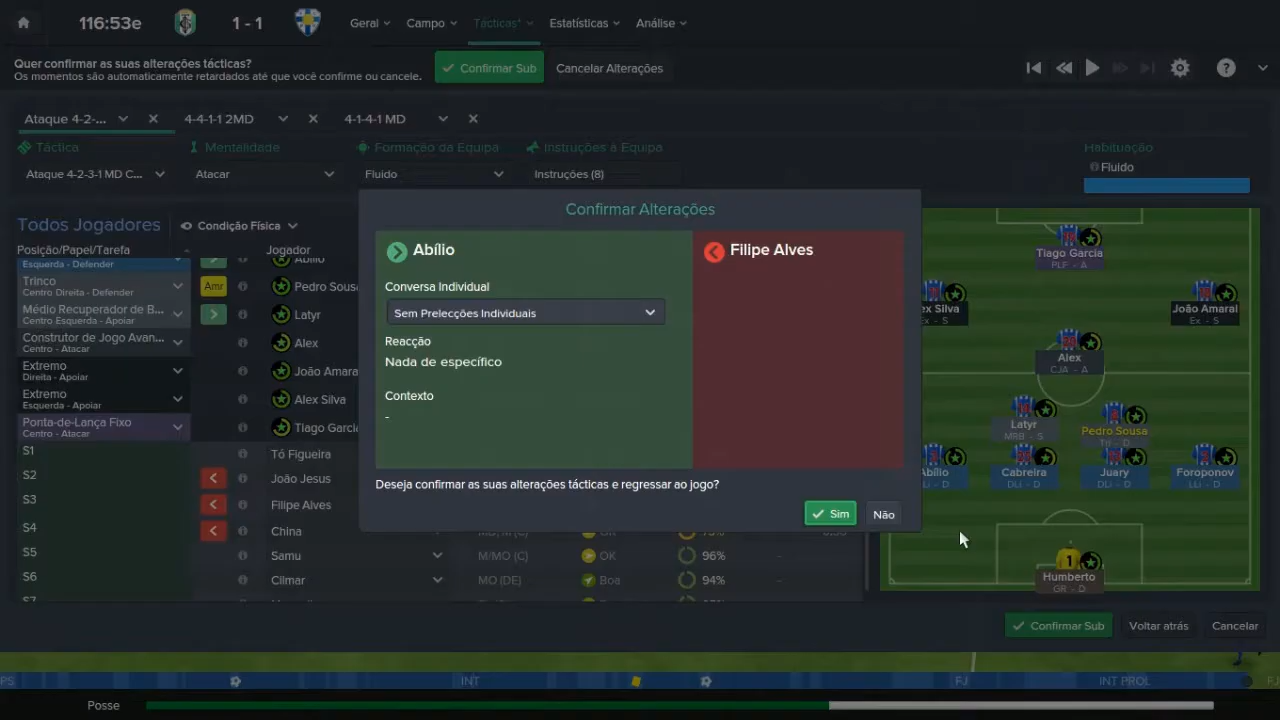 116:53e
1 - 1
Geral
Campo
Tácticas*
Estatísticas
Análise
Quer confirmar as suas alterações tácticas?
Os momentos são automaticamente retardados até que você confirme ou cancele.
Confirmar Sub
Cancelar Alterações
Ataque 4-2-...
4-4-1-1 2MD
4-1-4-1 MD
Táctica
Mentalidade
Formação da Equipa
Instruções à Equipa
Habituação
Ataque 4-2-3-1 MD C...
Atacar
Fluido
Instruções (8)
Fluido
Todos Jogadores
Condição Física
Posição/Papel/Tarefa
Jogador
Esquerda - Defender
Abílio
Trinco
Centro Direita - Defender
Amr
Pedro Sousa
Médio Recuperador de B...
Centro Esquerda - Apoiar
Latyr
Construtor de Jogo Avan...
Centro - Atacar
Alex
Extremo
Direita - Apoiar
João Amara
Extremo
Esquerda - Apoiar
Alex Silva
Ponta-de-Lança Fixo
Centro - Atacar
Tiago Garcia
S1
Tó Figueira
S2
João Jesus
S3
Filipe Alves
S4
China
S5
Samu
M/MO (C)
OK
96%
S6
Cilmar
MO (DE)
Boa
94%
S7
Confirmar Alterações
Abílio
Filipe Alves
Conversa Individual
Sem Prelecções Individuais
Reacção
Nada de específico
Contexto
-
Deseja confirmar as suas alterações tácticas e regressar ao jogo?
Sim
Não
Tiago Garcia
PLF - A
ex Silva
Ex - S
João Amaral
Ex - S
Alex
CJA - A
Latyr
MRB - S
Pedro Sousa
Tri - D
Abílio
Li - D
Cabreira
DLi - D
Juary
DLi - D
Foroponov
LLi - D
1
Humberto
GR - D
Confirmar Sub
Voltar atrás
Cancelar
PS
INT
FJ
INT PROL
FJ
Posse